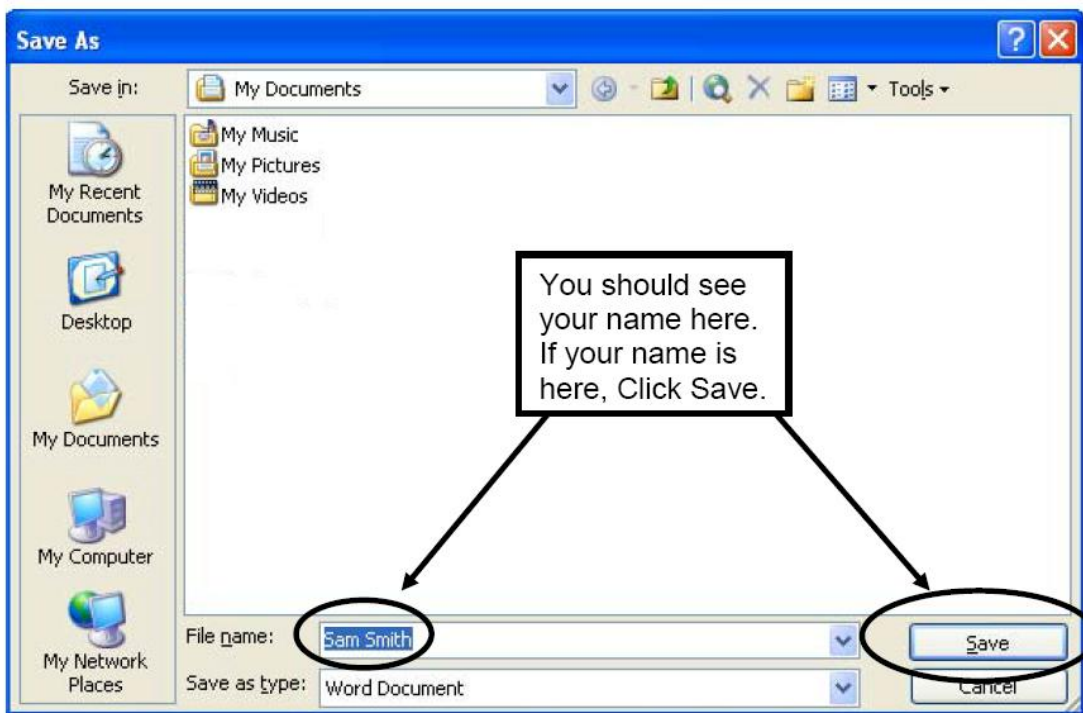 Save As
Save in:
My Documents
Tools
My Recent
Documents
Desktop
My Documents
My Computer
My Network
Places
My Music
My Pictures
My Videos
You should see
your name here.
If your name is
here, Click Save.
File name:
Sam Smith
Save
Save as type:
Word Document
Cancel